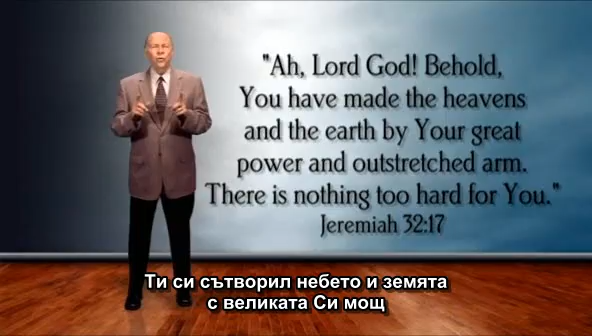 "Ah, Lord God! Behold,
You have made the heavens
and the earth by Your great
power and outstretched arm.
There is nothing too hard for You."
Jeremiah 32:17
Ти си сътворил небето и земята
с великата Си мощ